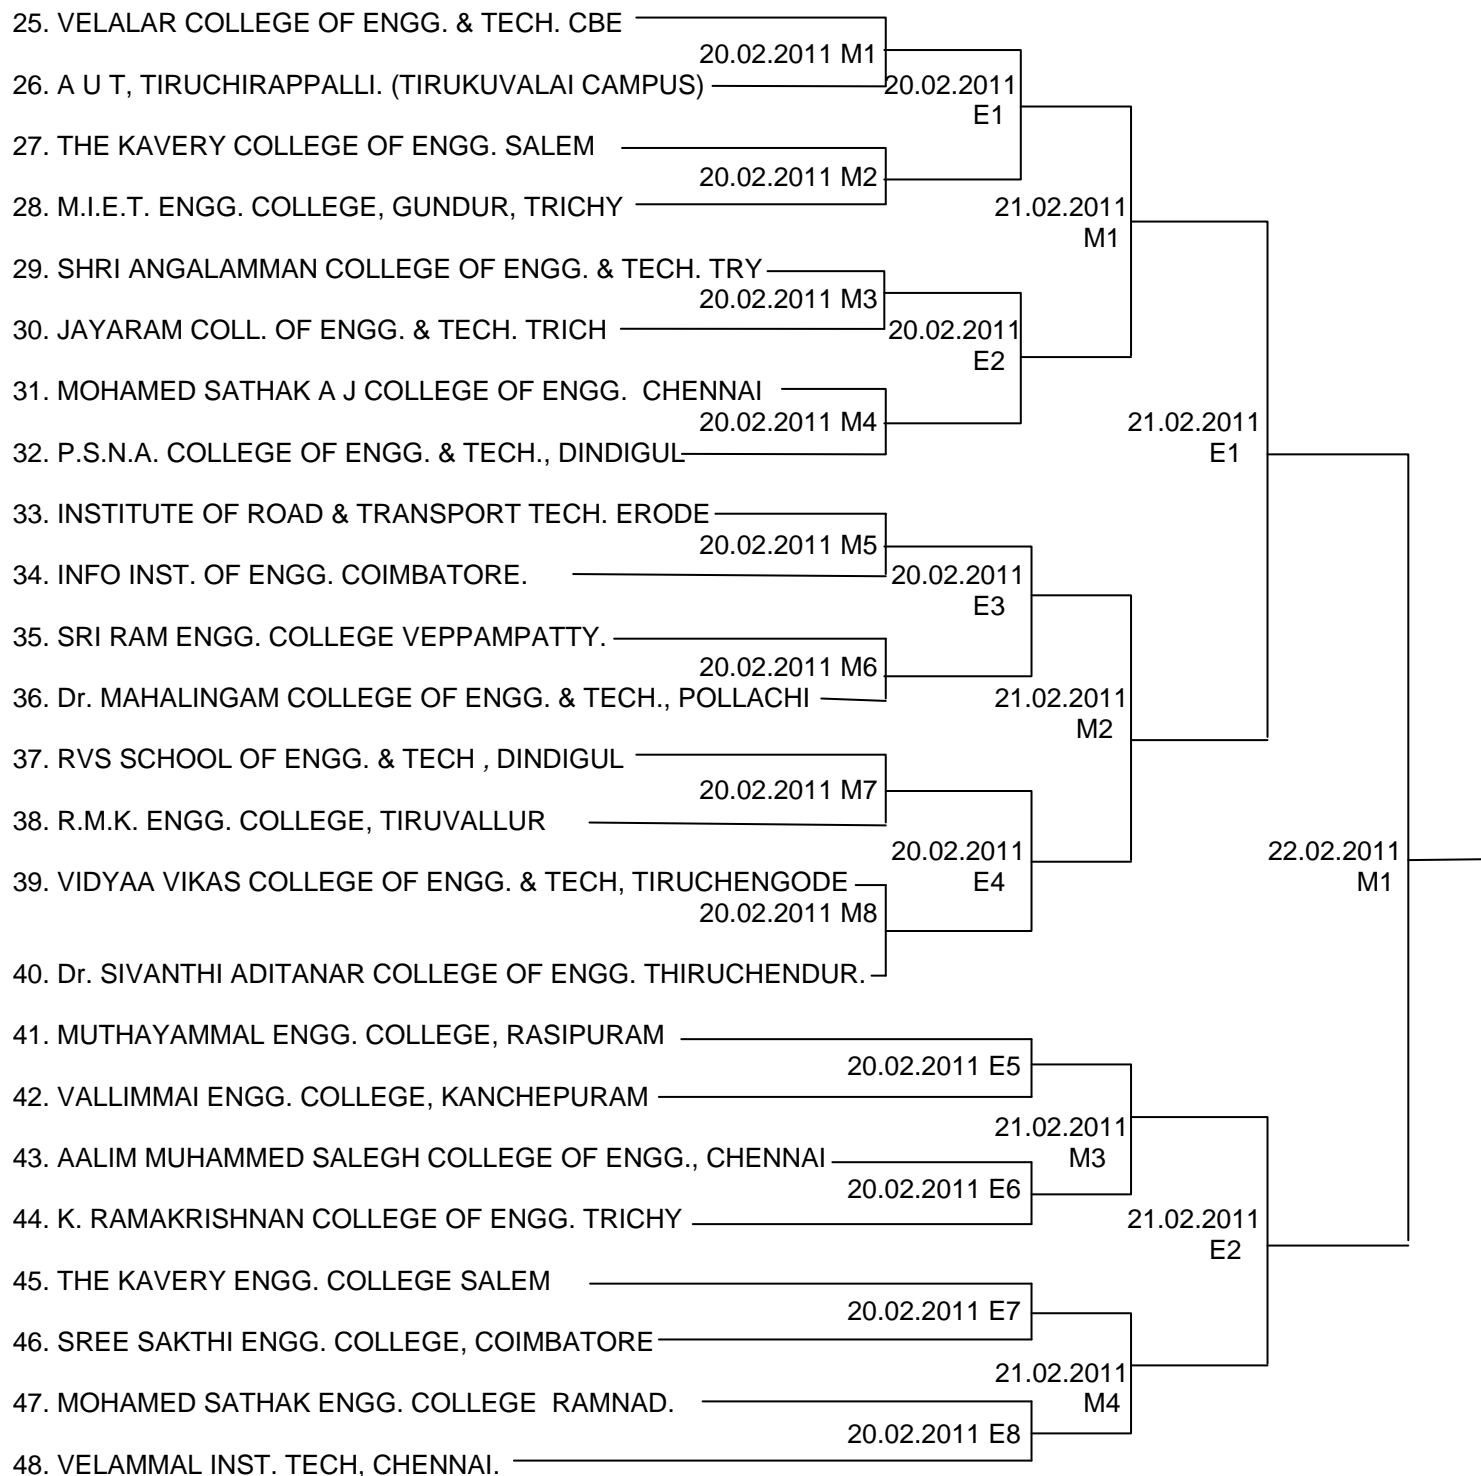 25. VELALAR COLLEGE OF ENGG. & TECH. CBE
20.02.2011 M1
26. A U T, TIRUCHIRAPPALLI. (TIRUKUVALAI CAMPUS)
20.02.2011
E1
27. THE KAVERY COLLEGE OF ENGG. SALEM
20.02.2011 M2
28. M.I.E.T. ENGG. COLLEGE, GUNDUR, TRICHY
21.02.2011
M1
29. SHRI ANGALAMMAN COLLEGE OF ENGG. & TECH. TRY
20.02.2011 M3
30. JAYARAM COLL. OF ENGG. & TECH. TRICH
20.02.2011
E2
31. MOHAMED SATHAK A J COLLEGE OF ENGG. CHENNAI
20.02.2011 M4
21.02.2011
E1
32. P.S.N.A. COLLEGE OF ENGG. & TECH., DINDIGUL
33. INSTITUTE OF ROAD & TRANSPORT TECH. ERODE
20.02.2011 M5
34. INFO INST. OF ENGG. COIMBATORE.
20.02.2011
E3
35. SRI RAM ENGG. COLLEGE VEPPAMPATTY.
20.02.2011 M6
36. Dr. MAHALINGAM COLLEGE OF ENGG. & TECH., POLLACHI
21.02.2011
M2
37. RVS SCHOOL OF ENGG. & TECH , DINDIGUL
20.02.2011 M7
38. R.M.K. ENGG. COLLEGE, TIRUVALLUR
20.02.2011
E4
22.02.2011
M1
39. VIDYAA VIKAS COLLEGE OF ENGG. & TECH, TIRUCHENGODE
20.02.2011 M8
40. Dr. SIVANTHI ADITANAR COLLEGE OF ENGG. THIRUCHENDUR.
41. MUTHAYAMMAL ENGG. COLLEGE, RASIPURAM
20.02.2011 E5
42. VALLIMMAI ENGG. COLLEGE, KANCHEPURAM
21.02.2011
M3
43. AALIM MUHAMMED SALEGH COLLEGE OF ENGG., CHENNAI
20.02.2011 E6
44. K. RAMAKRISHNAN COLLEGE OF ENGG. TRICHY
21.02.2011
E2
45. THE KAVERY ENGG. COLLEGE SALEM
20.02.2011 E7
46. SREE SAKTHI ENGG. COLLEGE, COIMBATORE
21.02.2011
M4
47. MOHAMED SATHAK ENGG. COLLEGE RAMNAD.
20.02.2011 E8
48. VELAMMAL INST. TECH, CHENNAI.